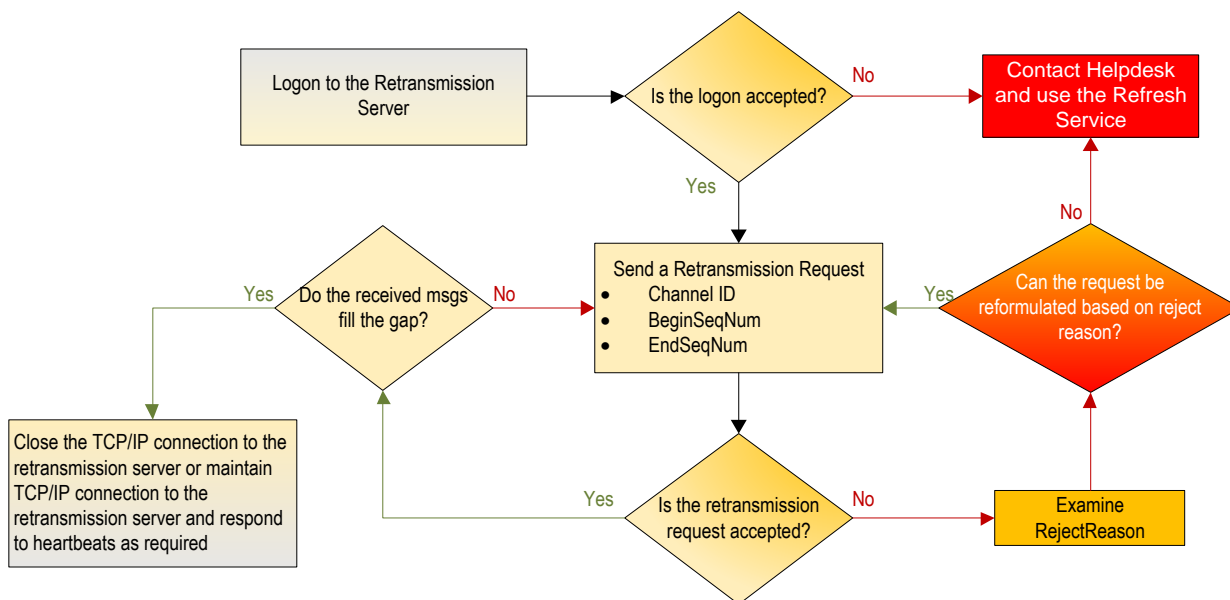 Logon to the Retransmission
Server
Is the logon accepted?
No
Contact Helpdesk
and use the Refresh
Service
Yes
No
Send a Retransmission Request
• Channel ID
• BeginSeqNum
• EndSeqNum
Yes
Do the received msgs
fill the gap?
No
Yes
Can the request be
reformulated based on reject
reason?
Close the TCP/IP connection to the
retransmission server or maintain
TCP/IP connection to the
retransmission server and respond
to heartbeats as required
Yes
Is the retransmission
request accepted?
No
Examine
RejectReason